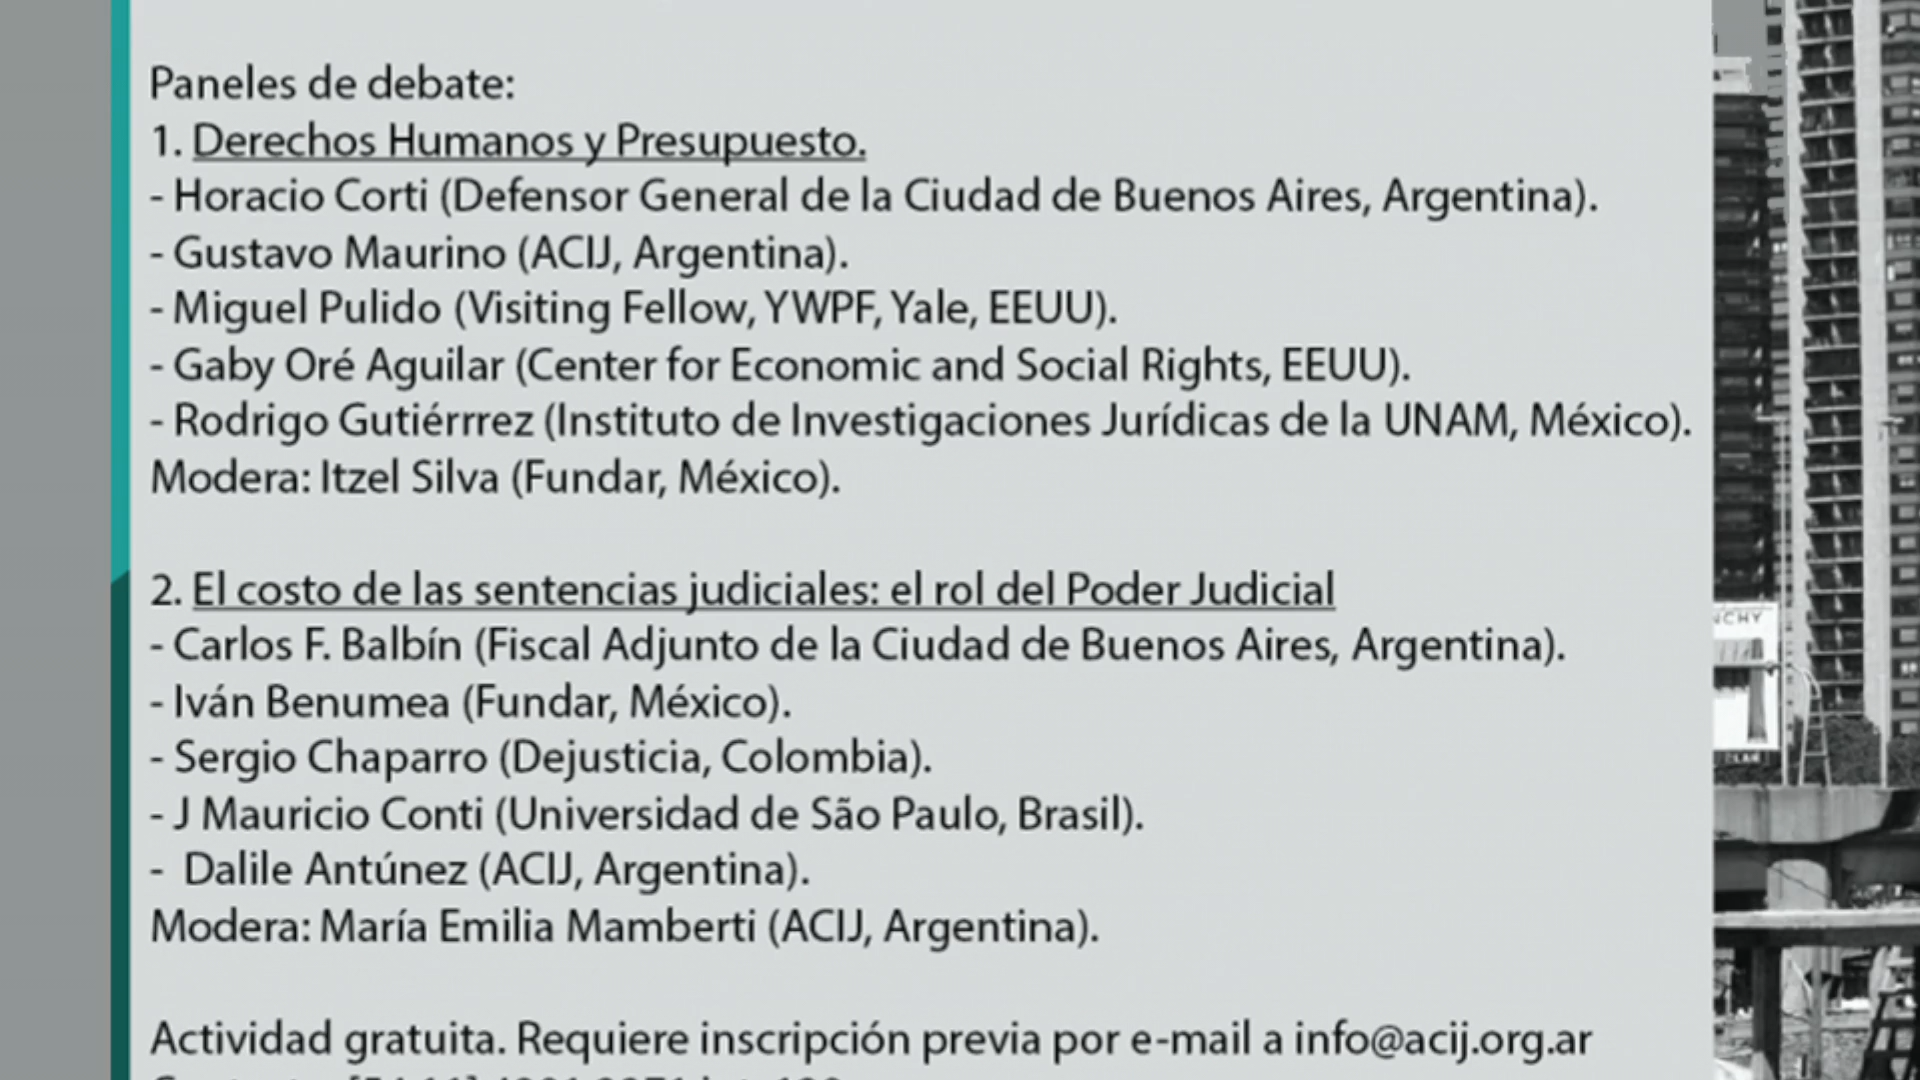 Paneles de debate:
1. Derechos Humanos y Presupuesto.
- Horacio Corti (Defensor General de la Ciudad de Buenos Aires, Argentina).
- Gustavo Maurino (ACIJ, Argentina).
- Miguel Pulido (Visiting Fellow, YWPF, Yale, EEUU).
- Gaby Oré Aguilar (Center for Economic and Social Rights, EEUU).
- Rodrigo Gutiérrrez (Instituto de Investigaciones Jurídicas de la UNAM, México).
Modera: Itzel Silva (Fundar, México).
2. El costo de las sentencias judiciales: el rol del Poder Judicial
- Carlos F. Balbín (Fiscal Adjunto de la Ciudad de Buenos Aires, Argentina).
- Iván Benumea (Fundar, México).
- Sergio Chaparro (Dejusticia, Colombia).
- J Mauricio Conti (Universidad de São Paulo, Brasil).
- Dalile Antúnez (ACIJ, Argentina).
Modera: María Emilia Mamberti (ACIJ, Argentina).
Actividad gratuita. Requiere inscripción previa por e-mail a info@acij.org.ar